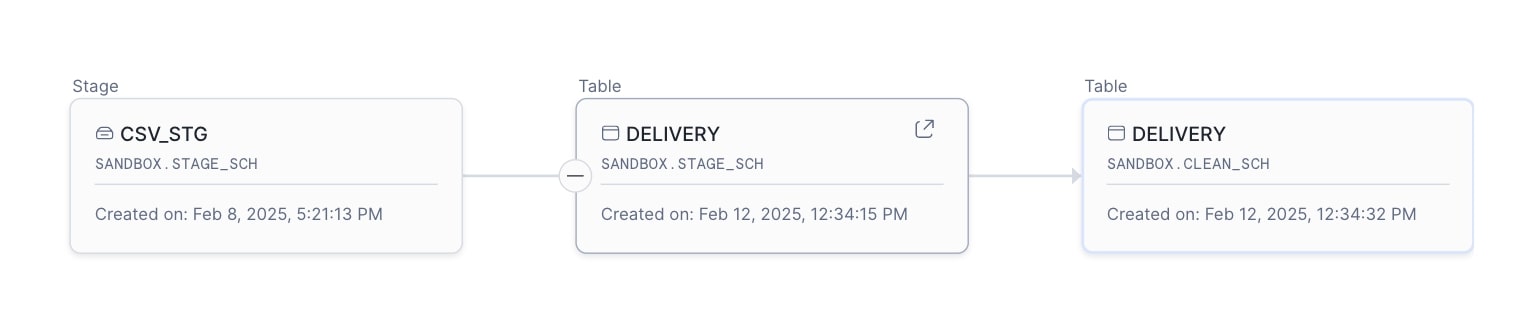 Stage
CSV_STG
SANDBOX.STAGE_SCH
Created on: Feb 8, 2025, 5:21:13 PM
Table
DELIVERY
SANDBOX.STAGE_SCH
Created on: Feb 12, 2025, 12:34:15 PM
Table
DELIVERY
SANDBOX.CLEAN_SCH
Created on: Feb 12, 2025, 12:34:32 PM